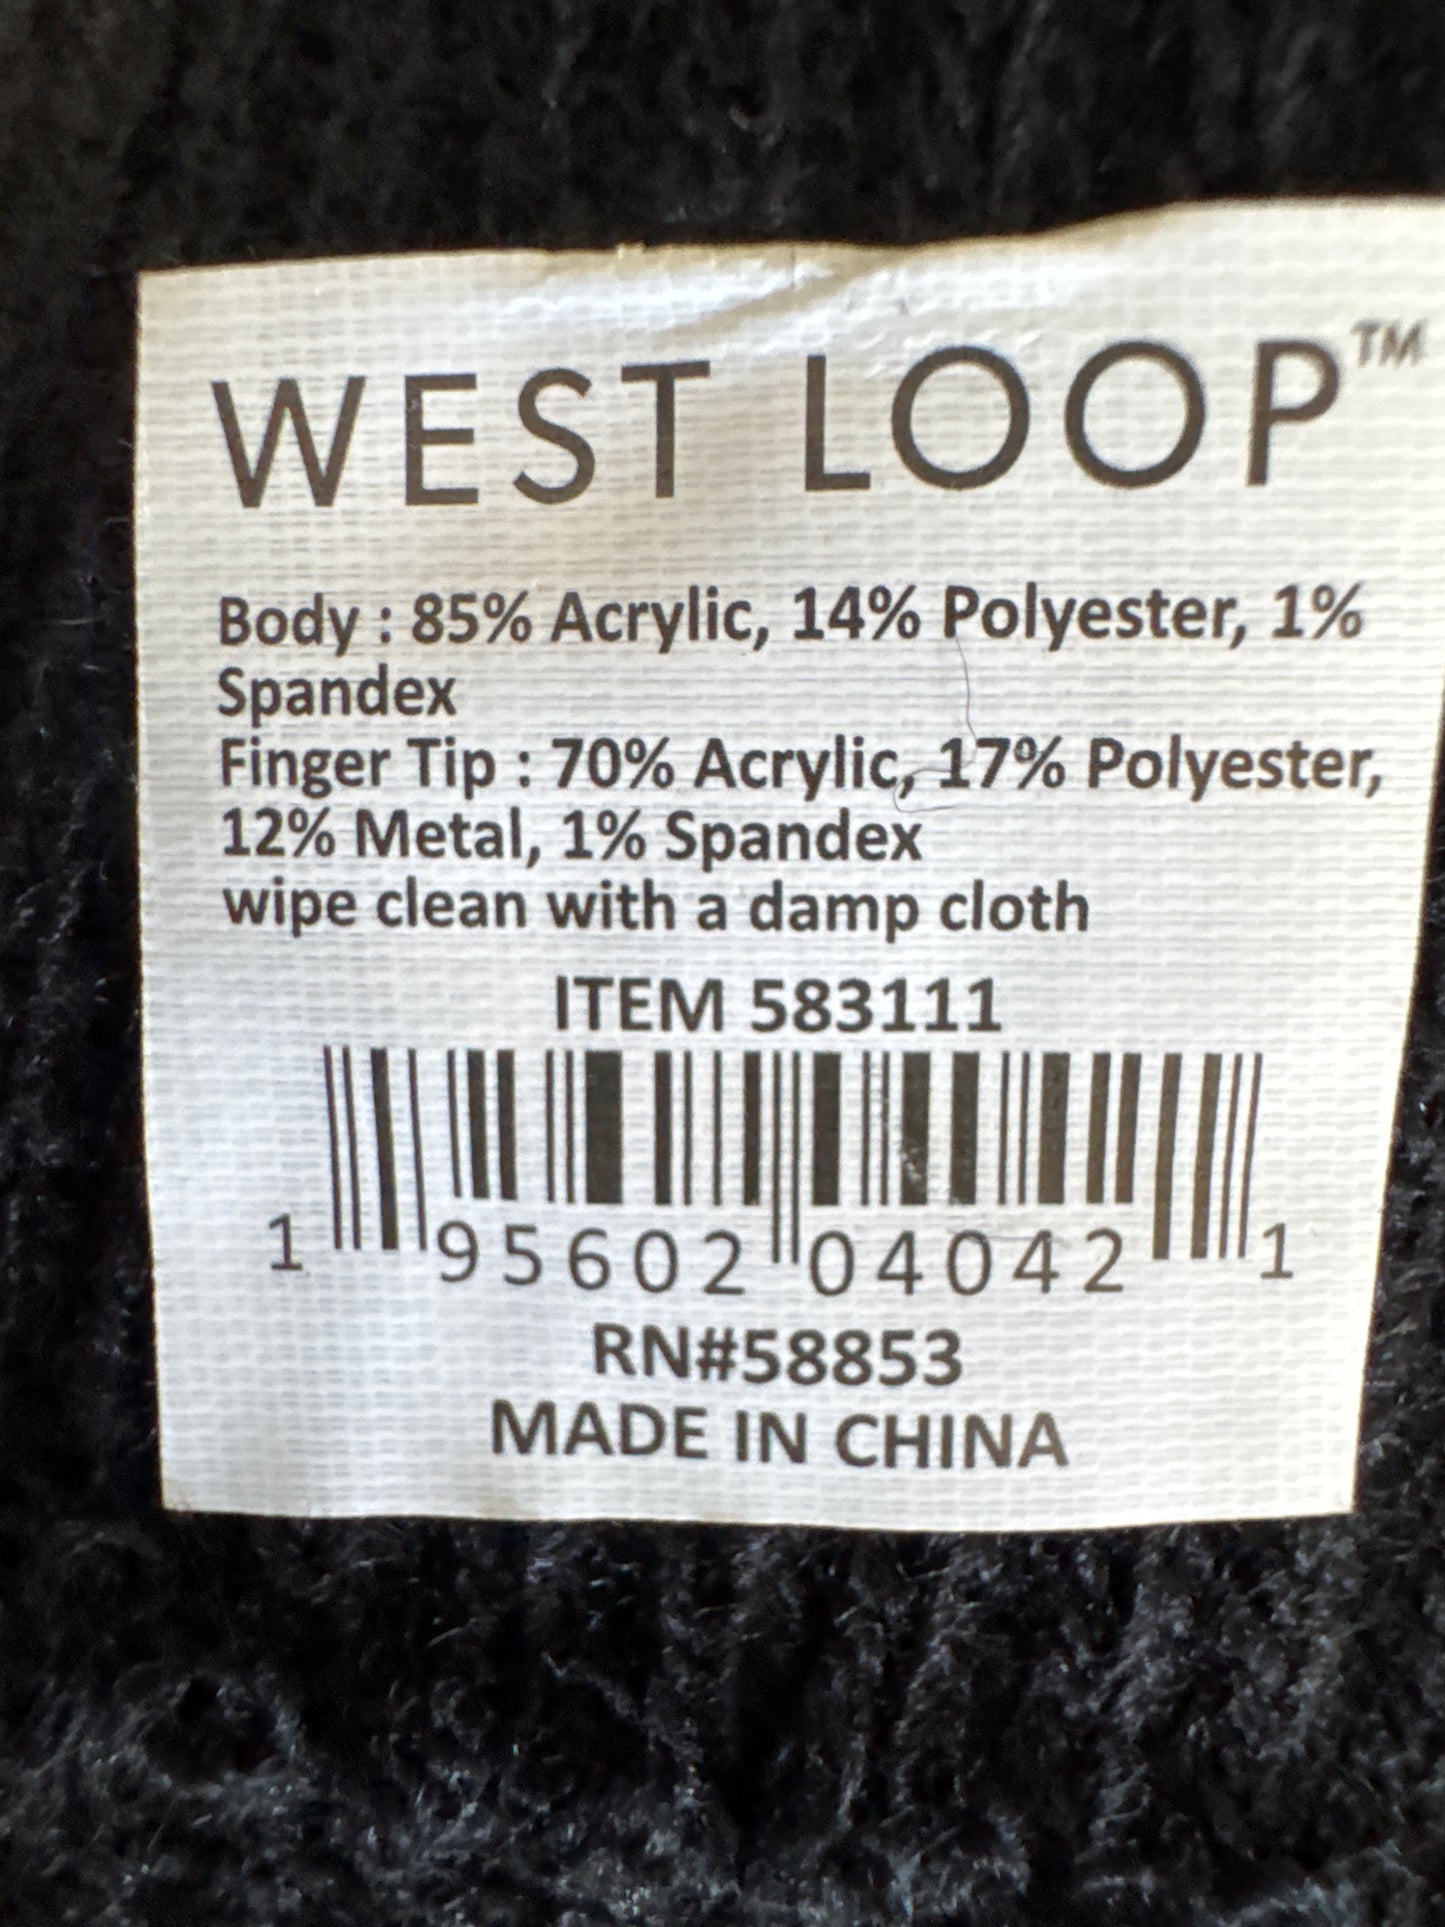 WEST LOOP™
Body : 85% Acrylic, 14% Polyester, 1%
Spandex
Finger Tip : 70% Acrylic, 17% Polyester,
12% Metal, 1% Spandex
wipe clean with a damp cloth
ITEM 583111
1 95602 04042 1
RN#58853
MADE IN CHINA